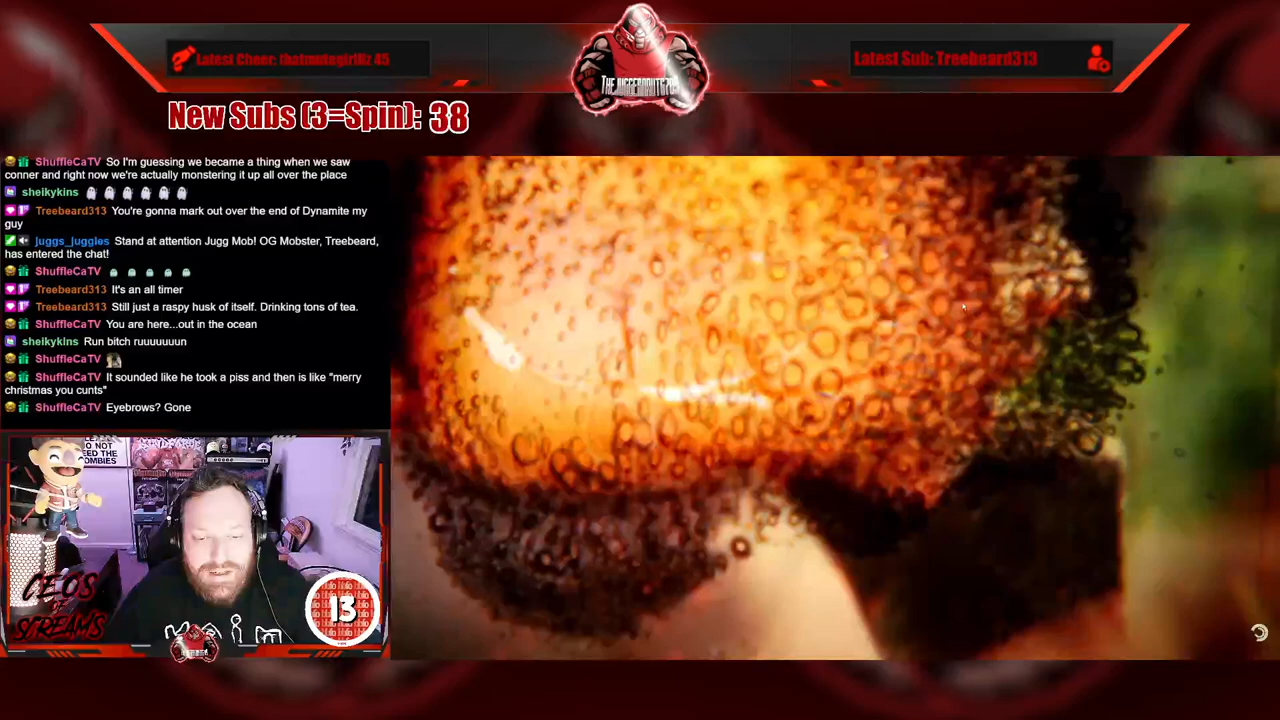 Latest Cheer: thatmutegirlliz 45
THEJUGGERNAUT6209
Latest Sub: Treebeard313
New Subs (3=Spin): 38
ShuffleCaTV So I'm guessing we became a thing when we saw
conner and right now we're actually monstering it up all over the place
sheikykins
Treebeard313 You're gonna mark out over the end of Dynamite my
guy
juggs_juggles Stand at attention Jugg Mob! OG Mobster, Treebeard,
has entered the chat!
ShuffleCaTV
Treebeard313 It's an all timer
Treebeard313 Still just a raspy husk of itself. Drinking tons of tea.
ShuffleCaTV You are here...out in the ocean
sheikykins Run bitch ruuuuuuun
ShuffleCaTV
ShuffleCaTV It sounded like he took a piss and then is like "merry
christmas you cunts"
ShuffleCaTV Eyebrows? Gone
DO NOT
FEED THE
ZOMBIES
CEOS
OF
STREAMS
13